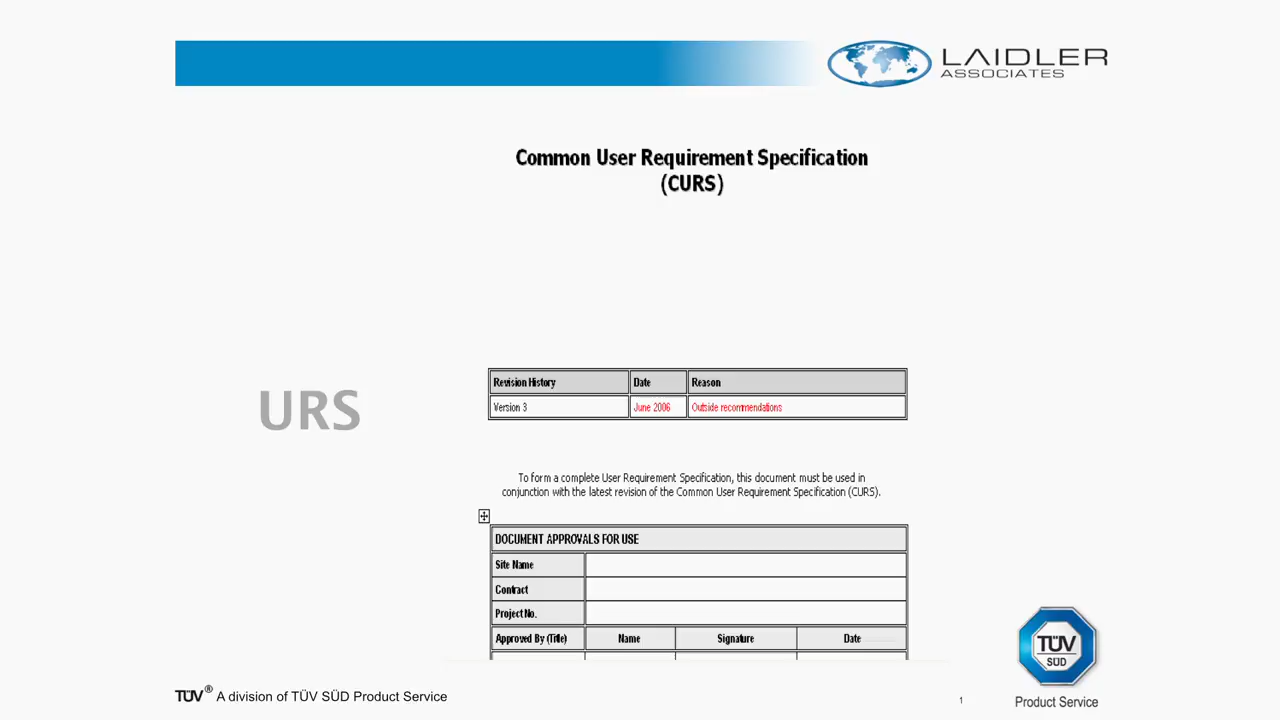 LAIDLER
ASSOCIATES
Common User Requirement Specification
(CURS)
Revision History Date Reason
Version 3 June 2006 Outside recommendations
URS
To form a complete User Requirement Specification, this document must be used in
conjunction with the latest revision of the Common User Requirement Specification (CURS).
DOCUMENT APPROVALS FOR USE
Site Name
Contract
Project No.
Approved By (Title) Name Signature Date
TÜV
SÜD
Product Service
TÜV® A division of TÜV SÜD Product Service
1